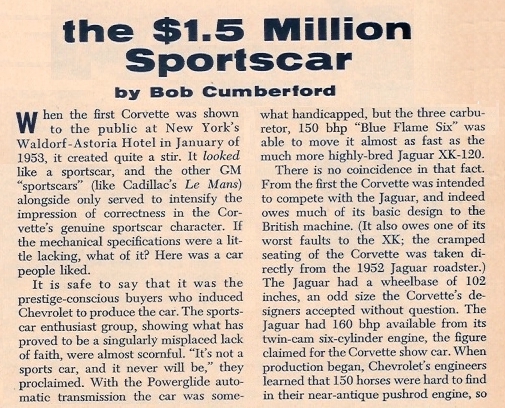 the $1.5 Million
Sportscar
by Bob Cumberford
When the first Corvette was shown
to the public at New York's
Waldorf-Astoria Hotel in January of
1953, it created quite a stir. It looked
like a sportscar, and the other GM
"sportscars" (like Cadillac's Le Mans)
alongside only served to intensify the
impression of correctness in the Cor-
vette's genuine sportscar character. If
the mechanical specifications were a lit-
tle lacking, what of it? Here was a car
people liked.
It is safe to say that it was the
prestige-conscious buyers who induced
Chevrolet to produce the car. The sports-
car enthusiast group, showing what has
proved to be a singularly misplaced lack
of faith, were almost scornful. "It's not a
sports car, and it never will be," they
proclaimed. With the Powerglide auto-
matic transmission the car was some-
what handicapped, but the three carbu-
retor, 150 bhp "Blue Flame Six" was
able to move it almost as fast as the
much more highly-bred Jaguar XK-120.
There is no coincidence in that fact.
From the first the Corvette was intended
to compete with the Jaguar, and indeed
owes much of its basic design to the
British machine. (It also owes one of its
worst faults to the XK; the cramped
seating of the Corvette was taken di-
rectly from the 1952 Jaguar roadster.)
The Jaguar had a wheelbase of 102
inches, an odd size the Corvette's de-
signers accepted without question. The
Jaguar had 160 bhp available from its
twin-cam six-cylinder engine, the figure
claimed for the Corvette show car. When
production began, Chevrolet's engineers
learned that 150 horses were hard to find
in their near-antique pushrod engine, so